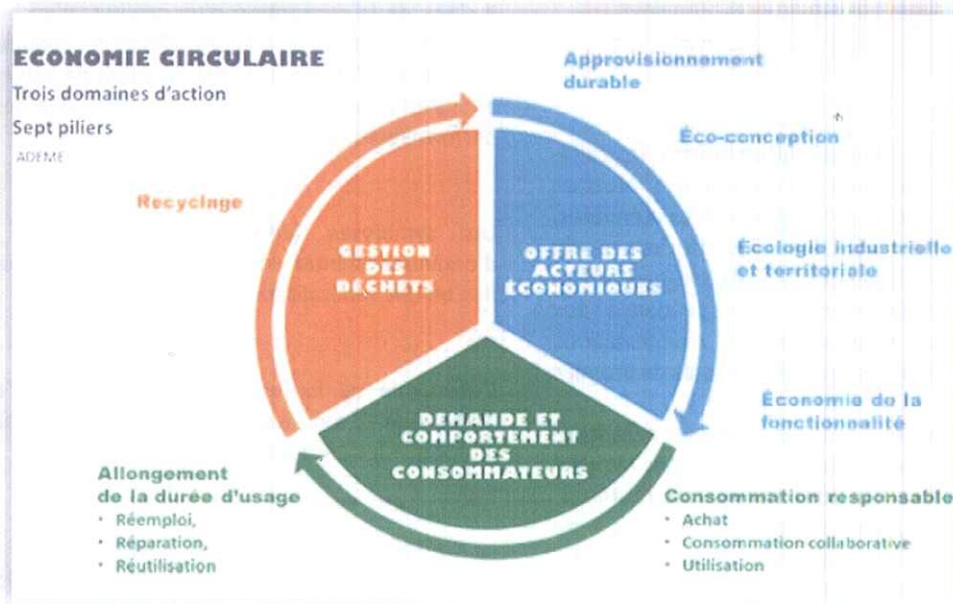 ECONOMIE CIRCULAIRE
Trois domaines d'action
Sept piliers
ADEME
Approvisionnement
durable
Éco-conception
Écologie industrielle
et territoriale
Économie de la
fonctionnalité
Recyclage
GESTION
DES
DÉCHETS
OFFRE DES
ACTEURS
ÉCONOMIQUES
DEMANDE ET
COMPORTEMENT
DES
CONSOMMATEURS
Allongement
de la durée d'usage
• Réemploi,
• Réparation,
• Réutilisation
Consommation responsable
• Achat
• Consommation collaborative
• Utilisation